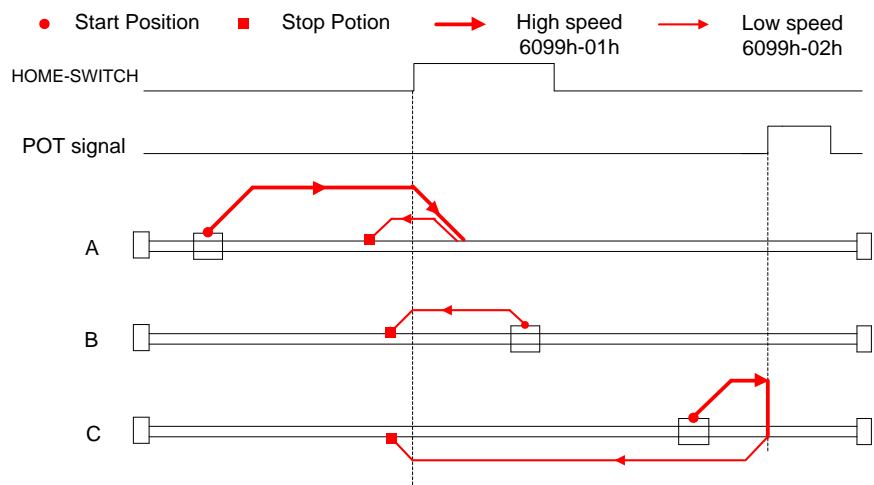 Start Position
Stop Potion
High speed
6099h-01h
Low speed
6099h-02h
HOME-SWITCH
POT signal
A
B
C